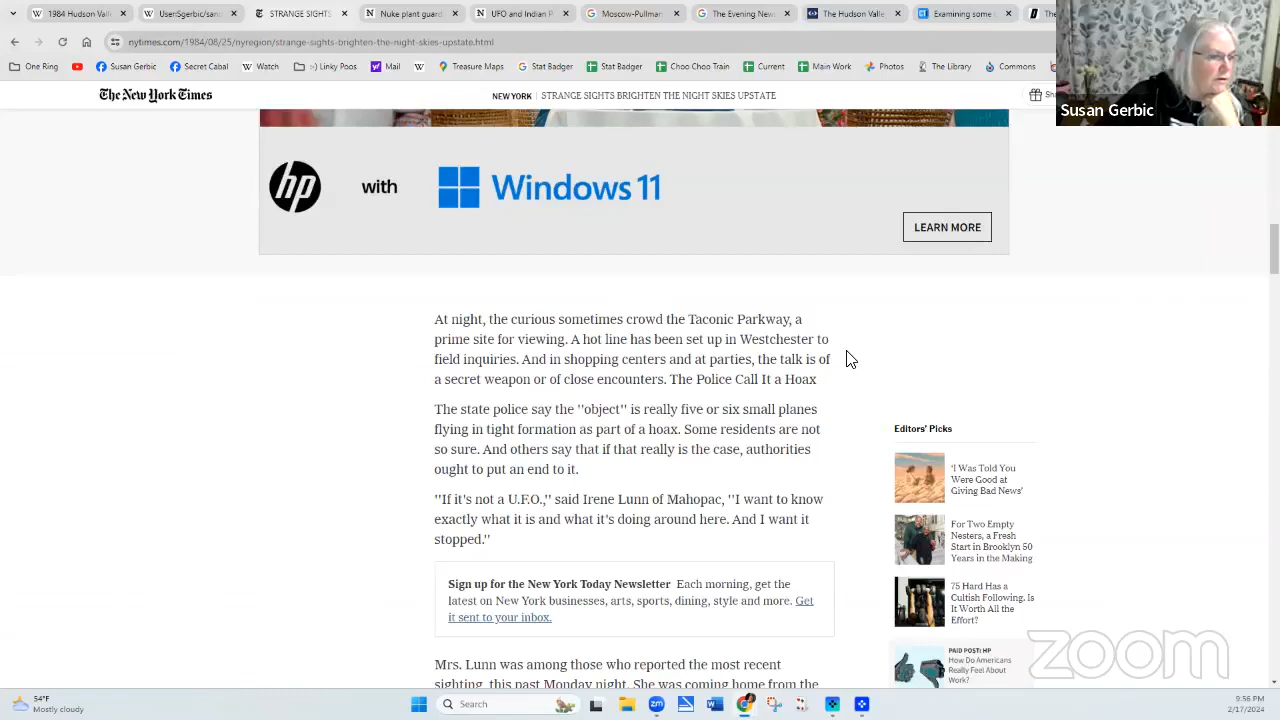 1984 Hudson Vall
UserSgerbic/sand
STRANGE SIGHTS
Nuke plant guard
UFO and Indian P
Moscow–Pullman
The Evening News
The Hudson Valle
Examining some
The
nytimes.com/1984/08/25/nyregion/strange-sights-brighten-the-night-skies-upstate.html
One Ring
Susan Gerbic
Secret Cabal
Watch
:-) Linky Pool
Mail
Treasure Maps
Stat Badger
Stat Badger
Choo Choo Train
Current
Main Work
Photos
The Library
Commons
The New York Times
NEW YORK | STRANGE SIGHTS BRIGHTEN THE NIGHT SKIES UPSTATE
Susan Gerbic
hp with Windows 11
LEARN MORE
At night, the curious sometimes crowd the Taconic Parkway, a
prime site for viewing. A hot line has been set up in Westchester to
field inquiries. And in shopping centers and at parties, the talk is of
a secret weapon or of close encounters. The Police Call It a Hoax
The state police say the ''object'' is really five or six small planes
flying in tight formation as part of a hoax. Some residents are not
so sure. And others say that if that really is the case, authorities
ought to put an end to it.
''If it's not a U.F.O.,'' said Irene Lunn of Mahopac, ''I want to know
exactly what it is and what it's doing around here. And I want it
stopped.''
Sign up for the New York Today Newsletter Each morning, get the
latest on New York businesses, arts, sports, dining, style and more. Get
it sent to your inbox.
Mrs. Lunn was among those who reported the most recent
sighting, this past Monday night. She was coming home from the
Editors' Picks
'I Was Told You
Were Good at
Giving Bad News'
For Two Empty
Nesters, a Fresh
Start in Brooklyn 50
Years in the Making
75 Hard Has a
Cultish Following. Is
It Worth All the
Effort?
PAID POST: HP
How Do Americans
Really Feel About
Work?
zoom
54°F
Mostly cloudy
Search
zm
9:56 PM
2/17/2024